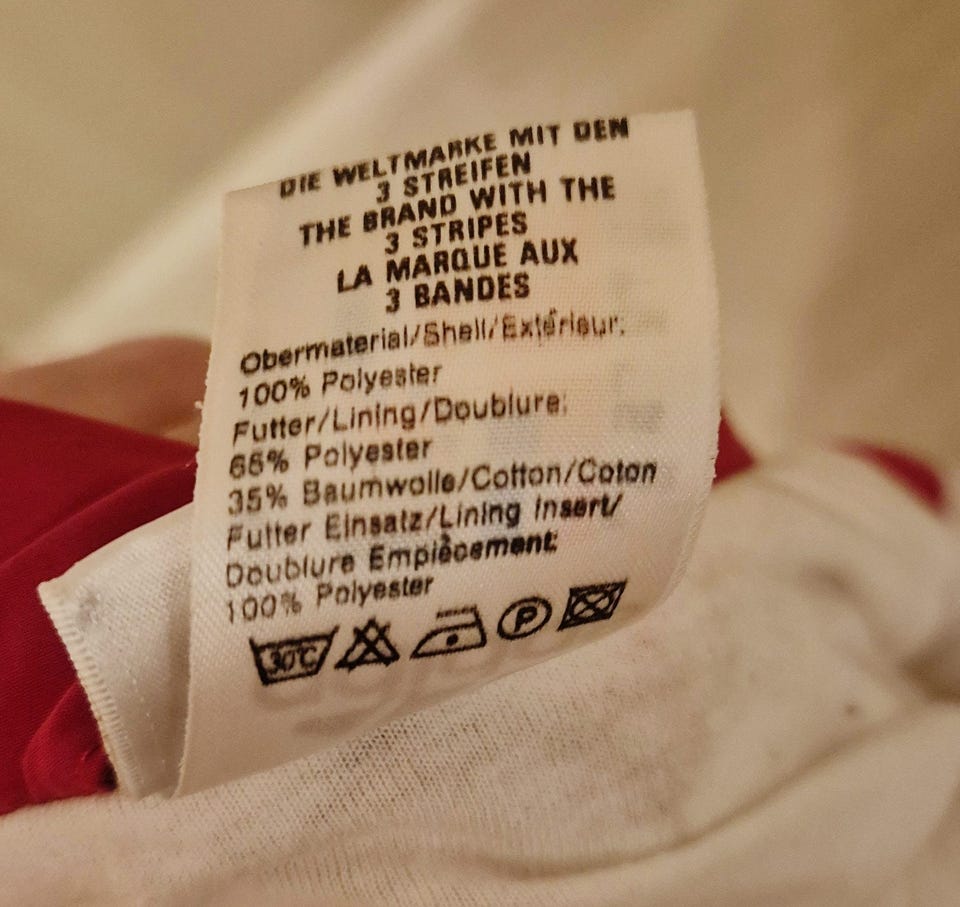 DIE WELTMARKE MIT DEN
3 STREIFEN
THE BRAND WITH THE
3 STRIPES
LA MARQUE AUX
3 BANDES
Obermaterial/Shell/Extérieur:
100% Polyester
Futter/Lining/Doublure:
65% Polyester
35% Baumwolle/Cotton/Coton
Futter Einsatz/Lining Insert/
Doublure Empiècement:
100% Polyester
30°C P